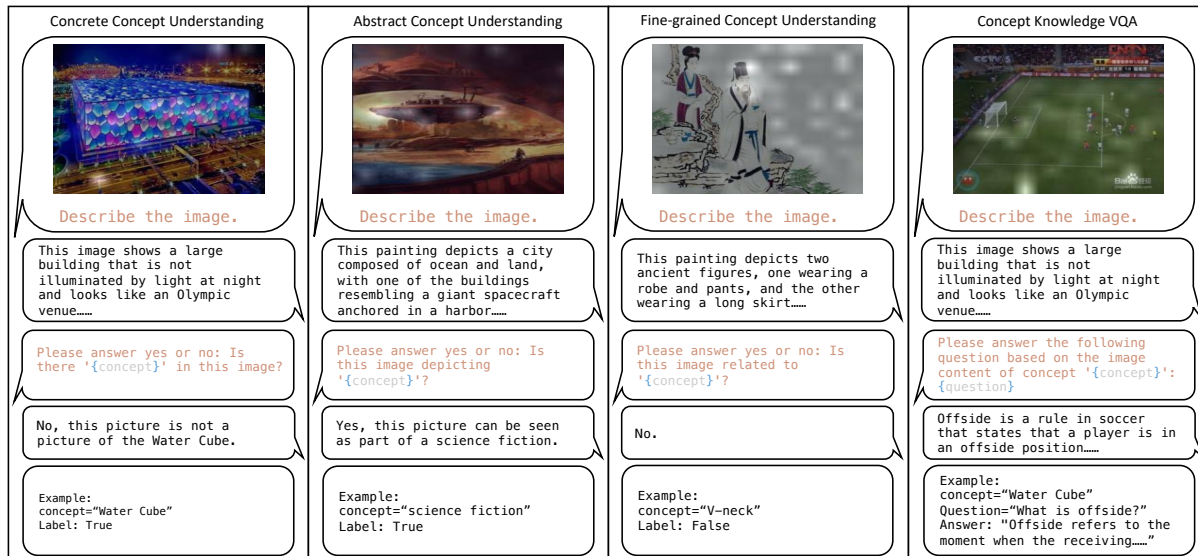 Concrete Concept Understanding
Describe the image.
This image shows a large
building that is not
illuminated by light at night
and looks like an Olympic
venue……
Please answer yes or no: Is
there '{concept}' in this image?
No, this picture is not a
picture of the Water Cube.
Example:
concept=“Water Cube”
Label: True
Abstract Concept Understanding
Describe the image.
This painting depicts a city
composed of ocean and land,
with one of the buildings
resembling a giant spacecraft
anchored in a harbor……
Please answer yes or no: Is
this image depicting
'{concept}'?
Yes, this picture can be seen
as part of a science fiction.
Example:
concept=“science fiction”
Label: True
Fine-grained Concept Understanding
Describe the image.
This painting depicts two
ancient figures, one wearing a
robe and pants, and the other
wearing a long skirt……
Please answer yes or no: Is
this image related to
'{concept}'?
No.
Example:
concept=“V-neck”
Label: False
Concept Knowledge VQA
CCTV5
Describe the image.
This image shows a large
building that is not
illuminated by light at night
and looks like an Olympic
venue……
Please answer the following
question based on the image
content of concept '{concept}':
{question}
Offside is a rule in soccer
that states that a player is in
an offside position……
Example:
concept=“Water Cube”
Question=“What is offside?”
Answer: "Offside refers to the
moment when the receiving……”